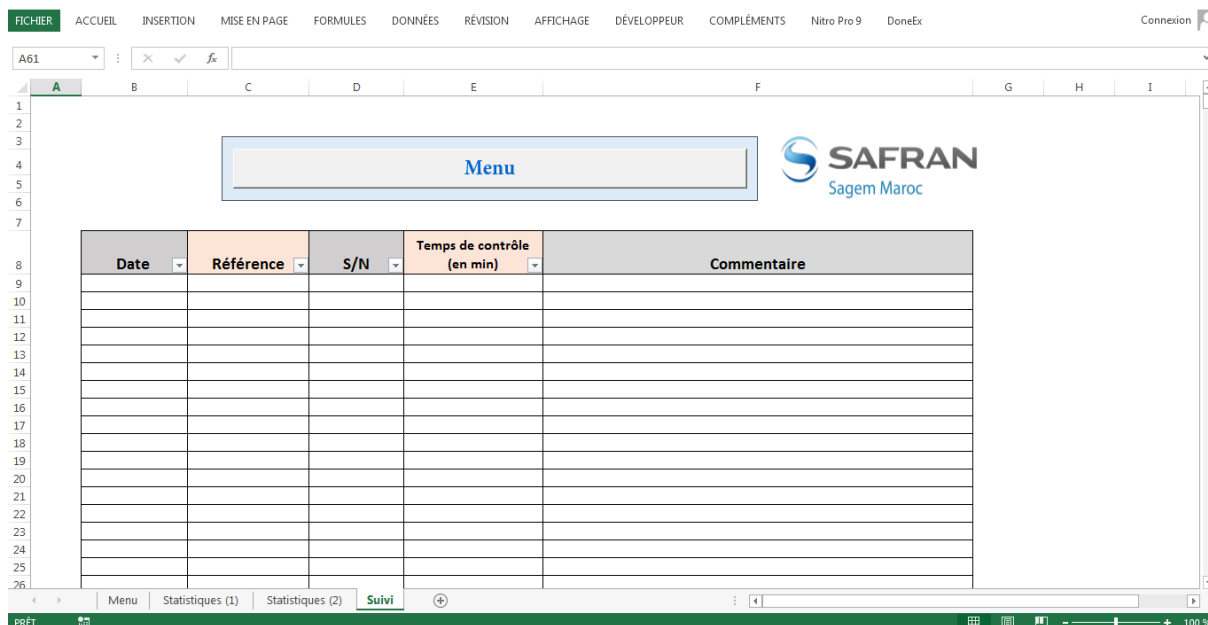 FICHIER ACCUEIL INSERTION MISE EN PAGE FORMULES DONNÉES RÉVISION AFFICHAGE DÉVELOPPEUR COMPLÉMENTS Nitro Pro 9 DoneEx Connexion
A61 fx
A B C D E F G H I
1
2
3
4
5
6
7
Menu
SAFRAN
Sagem Maroc
8
Date Référence S/N Temps de contrôle
(en min) Commentaire
9
10
11
12
13
14
15
16
17
18
19
20
21
22
23
24
25
26
Menu Statistiques (1) Statistiques (2) Suivi
PRÊT 100 %